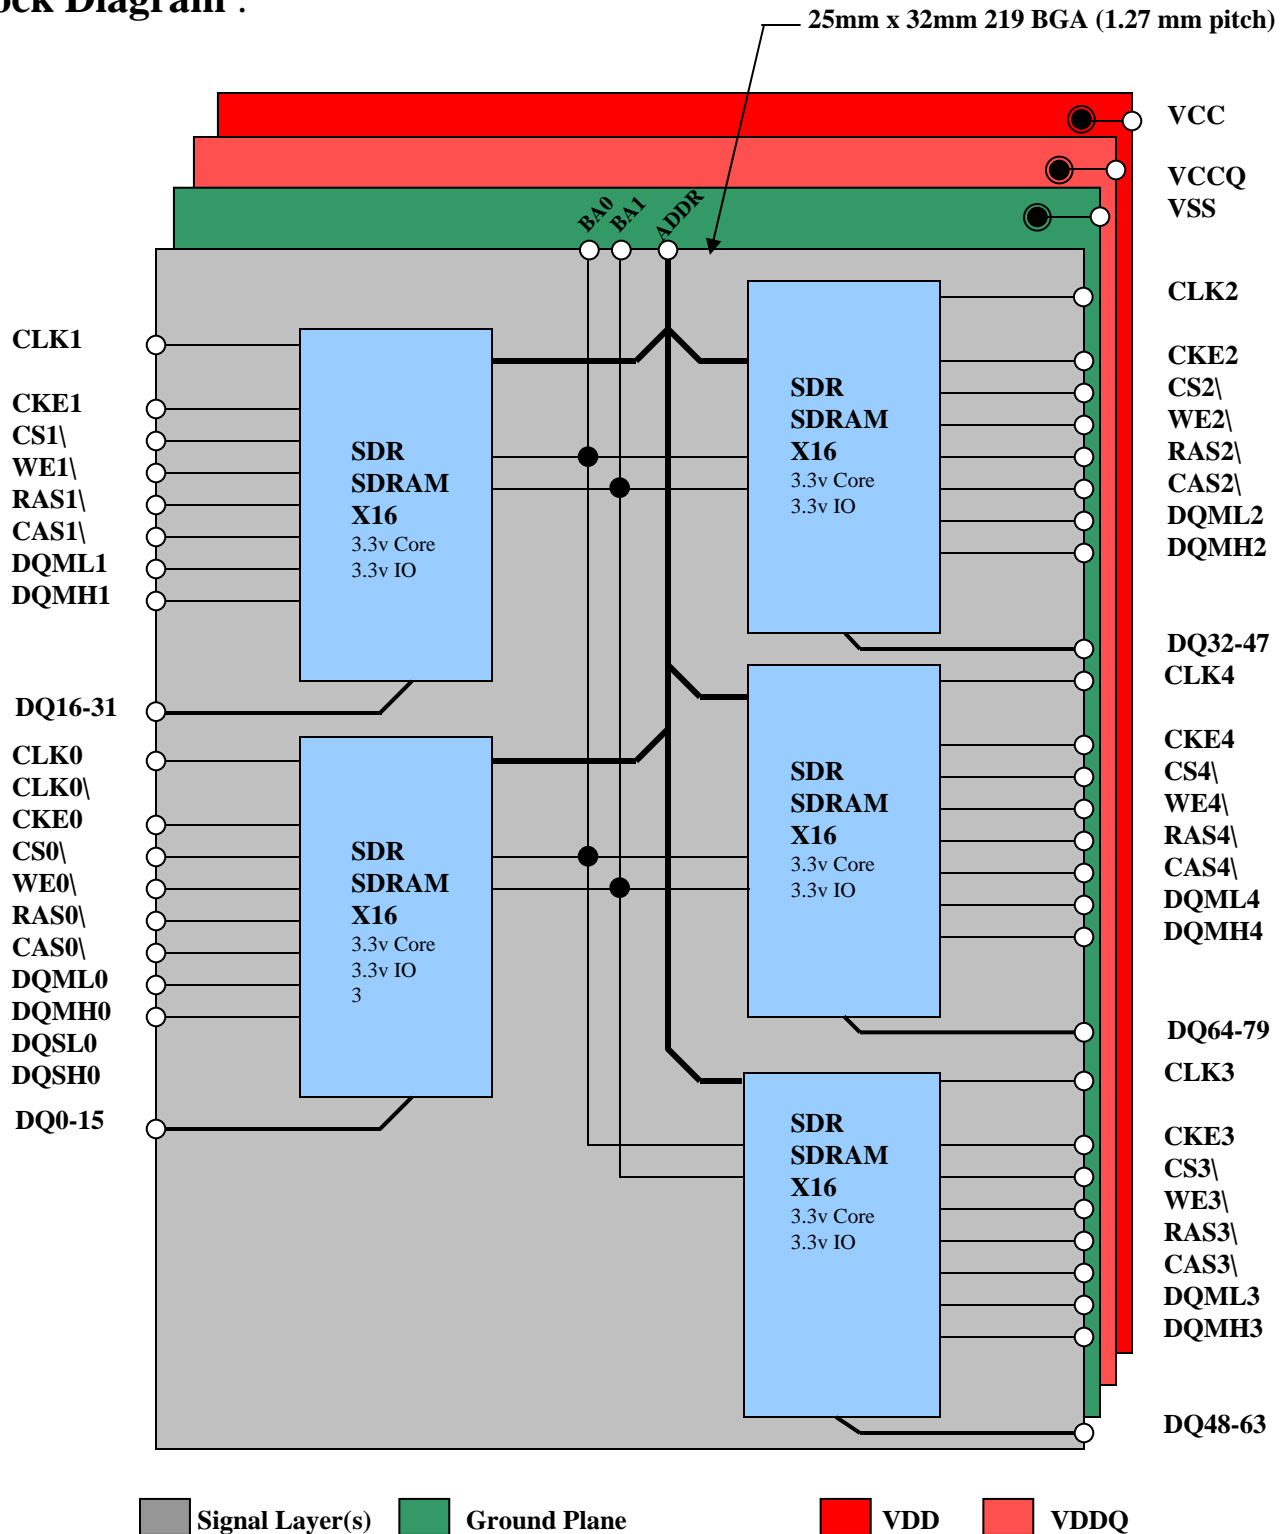 ock Diagram :
25mm x 32mm 219 BGA (1.27 mm pitch)
VCC
VCCQ
VSS
BA0
BA1
ADDR
CLK1
CKE1
CS1\
WE1\
RAS1\
CAS1\
DQML1
DQMH1
DQ16-31
SDR
SDRAM
X16
3.3v Core
3.3v IO
SDR
SDRAM
X16
3.3v Core
3.3v IO
CLK2
CKE2
CS2\
WE2\
RAS2\
CAS2\
DQML2
DQMH2
DQ32-47
CLK0
CLK0\
CKE0
CS0\
WE0\
RAS0\
CAS0\
DQML0
DQMH0
DQSL0
DQSH0
DQ0-15
SDR
SDRAM
X16
3.3v Core
3.3v IO
3
SDR
SDRAM
X16
3.3v Core
3.3v IO
CLK4
CKE4
CS4\
WE4\
RAS4\
CAS4\
DQML4
DQMH4
DQ64-79
SDR
SDRAM
X16
3.3v Core
3.3v IO
CLK3
CKE3
CS3\
WE3\
RAS3\
CAS3\
DQML3
DQMH3
DQ48-63
Signal Layer(s)
Ground Plane
VDD
VDDQ